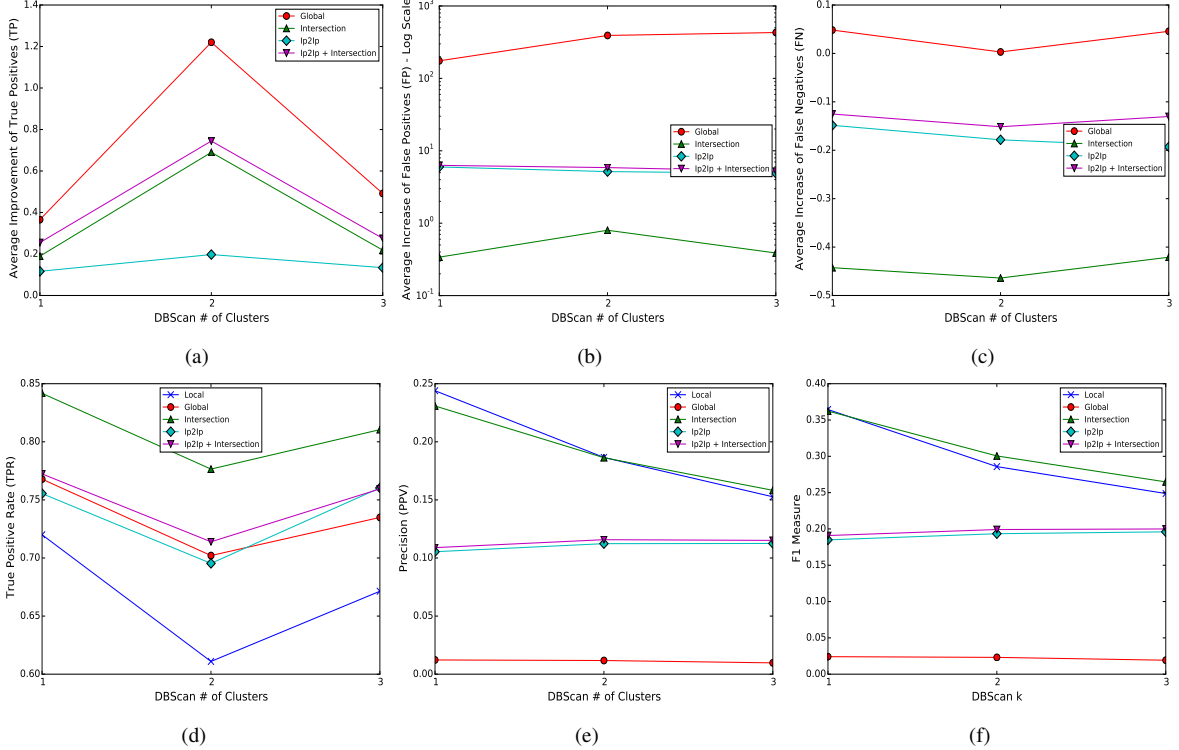 Average Improvement of True Positives (TP)
1.4
1.2
1.0
0.8
0.6
0.4
0.2
0.0
1
2
3
DBScan # of Clusters
Global
Intersection
Ip2Ip
Ip2Ip + Intersection
(a)
Average Increase of False Positives (FP) - Log Scale
10^3
10^2
10^1
10^0
10^-1
1
2
3
DBScan # of Clusters
Global
Intersection
Ip2Ip
Ip2Ip + Intersection
(b)
Average Increase of False Negatives (FN)
0.1
0.0
−0.1
−0.2
−0.3
−0.4
−0.5
1
2
3
DBScan # of Clusters
Global
Intersection
Ip2Ip
Ip2Ip + Intersection
(c)
True Positive Rate (TPR)
0.85
0.80
0.75
0.70
0.65
0.60
1
2
3
DBScan # of Clusters
Local
Global
Intersection
Ip2Ip
Ip2Ip + Intersection
(d)
Precision (PPV)
0.25
0.20
0.15
0.10
0.05
0.00
1
2
3
DBScan # of Clusters
Local
Global
Intersection
Ip2Ip
Ip2Ip + Intersection
(e)
F1 Measure
0.40
0.35
0.30
0.25
0.20
0.15
0.10
0.05
0.00
1
2
3
DBScan k
Local
Global
Intersection
Ip2Ip
Ip2Ip + Intersection
(f)